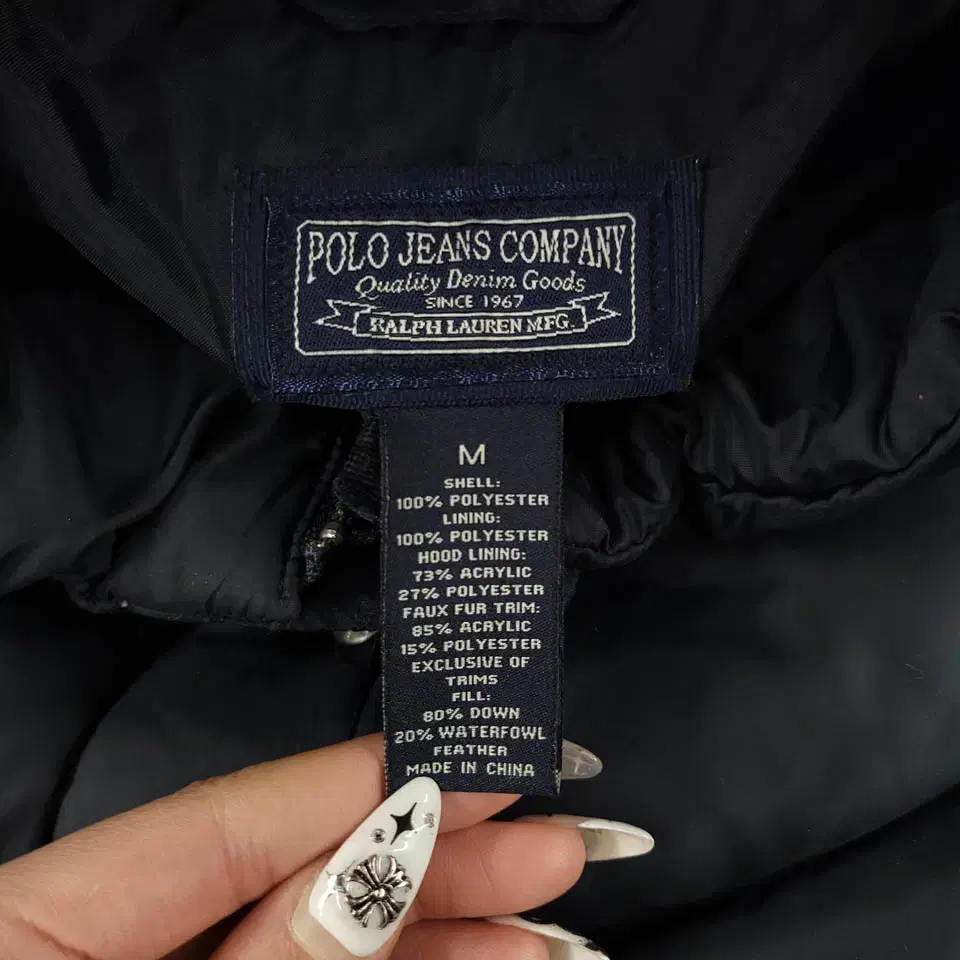 POLO JEANS COMPANY
Quality Denim Goods
SINCE 1967
RALPH LAUREN MFG.
M
SHELL:
100% POLYESTER
LINING:
100% POLYESTER
HOOD LINING:
73% ACRYLIC
27% POLYESTER
FAUX FUR TRIM:
85% ACRYLIC
15% POLYESTER
EXCLUSIVE OF
TRIMS
FILL:
80% DOWN
20% WATERFOWL
FEATHER
MADE IN CHINA